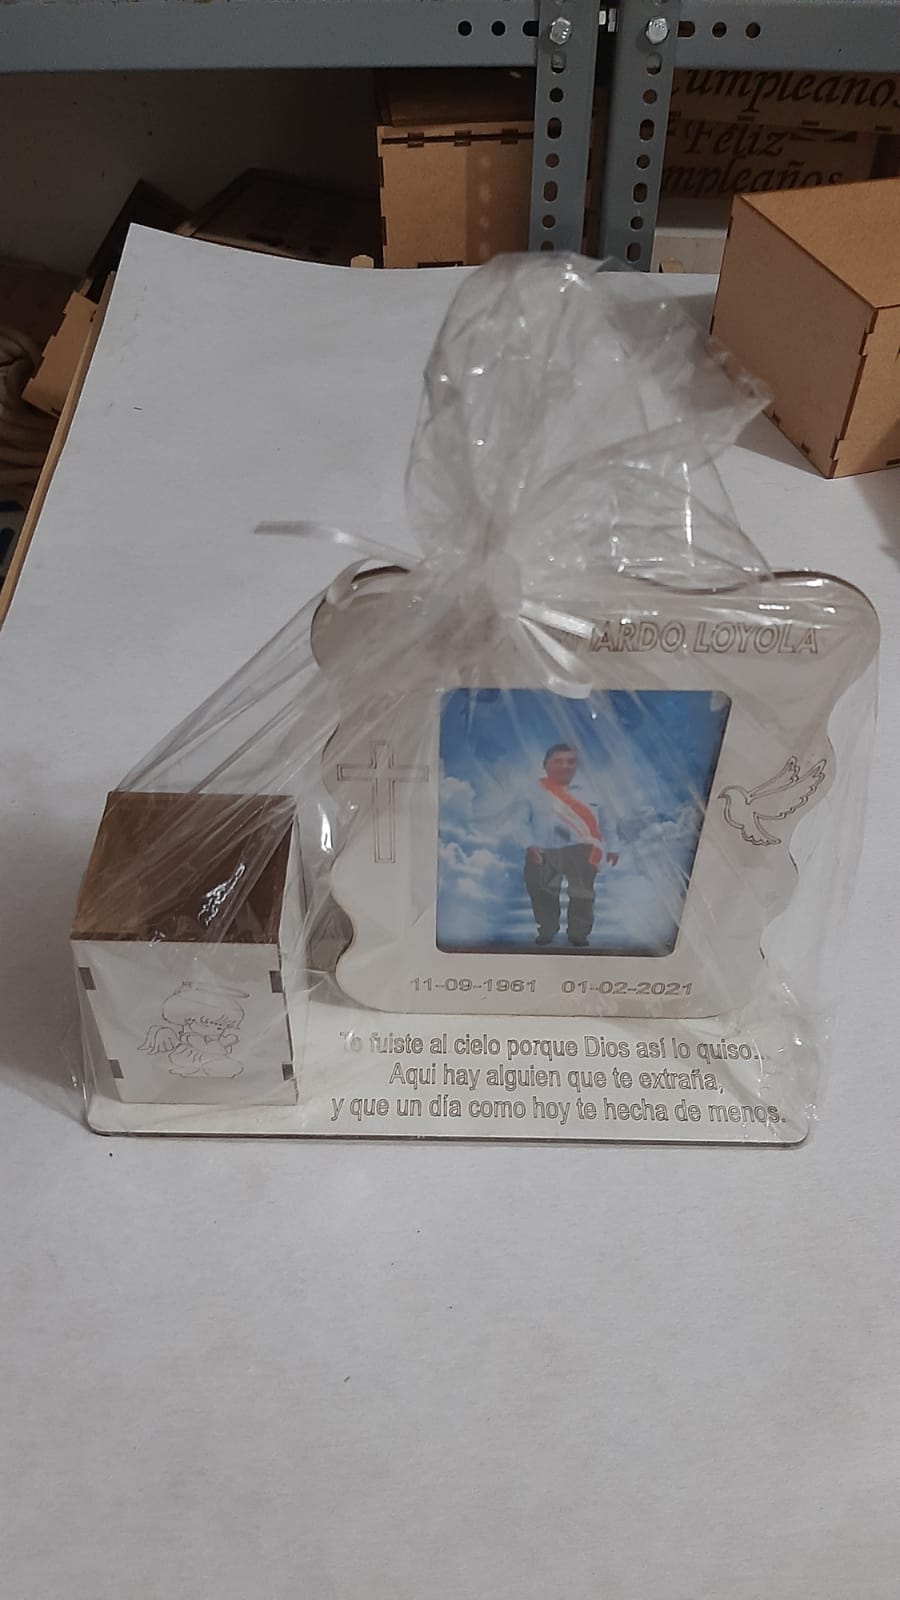 Cumpleaños
Feliz
Cumpleaños
ARDO LOYOLA
11-09-1961 01-02-2021
Te fuiste al cielo porque Dios así lo quiso...
Aqui hay alguien que te extraña,
y que un día como hoy te hecha de menos.